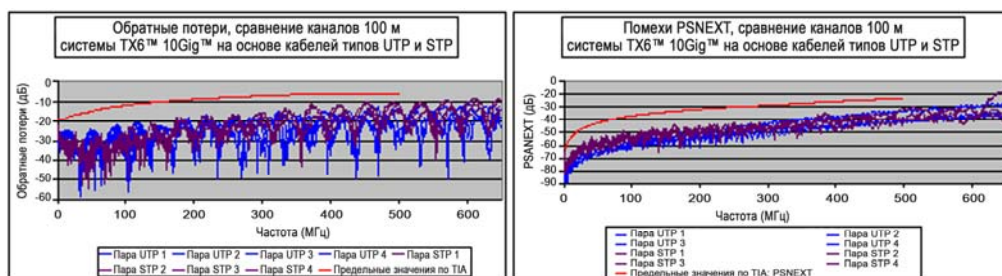 Обратные потери, сравнение каналов 100 м
системы TX6™ 10Gig™ на основе кабелей типов UTP и STP
Обратные потери (дБ)
0
-10
-20
-30
-40
-50
-60
0 100 200 300 400 500 600
Частота (МГц)
Пара UTP 1 Пара UTP 2 Пара UTP 3 Пара UTP 4 Пара STP 1
Пара STP 2 Пара STP 3 Пара STP 4 Предельные значения по TIA
Помехи PSNEXT, сравнение каналов 100 м
системы TX6™ 10Gig™ на основе кабелей типов UTP и STP
PSANEXT (дБ)
0
-20
-30
-40
-50
-60
-70
-80
-90
0 100 200 300 400 500 600
Частота (МГц)
Пара UTP 1 Пара UTP 2
Пара UTP 3 Пара UTP 4
Пара STP 1 Пара STP 2
Пара STP 3 Пара STP 4
Предельные значения по TIA: PSNEXT